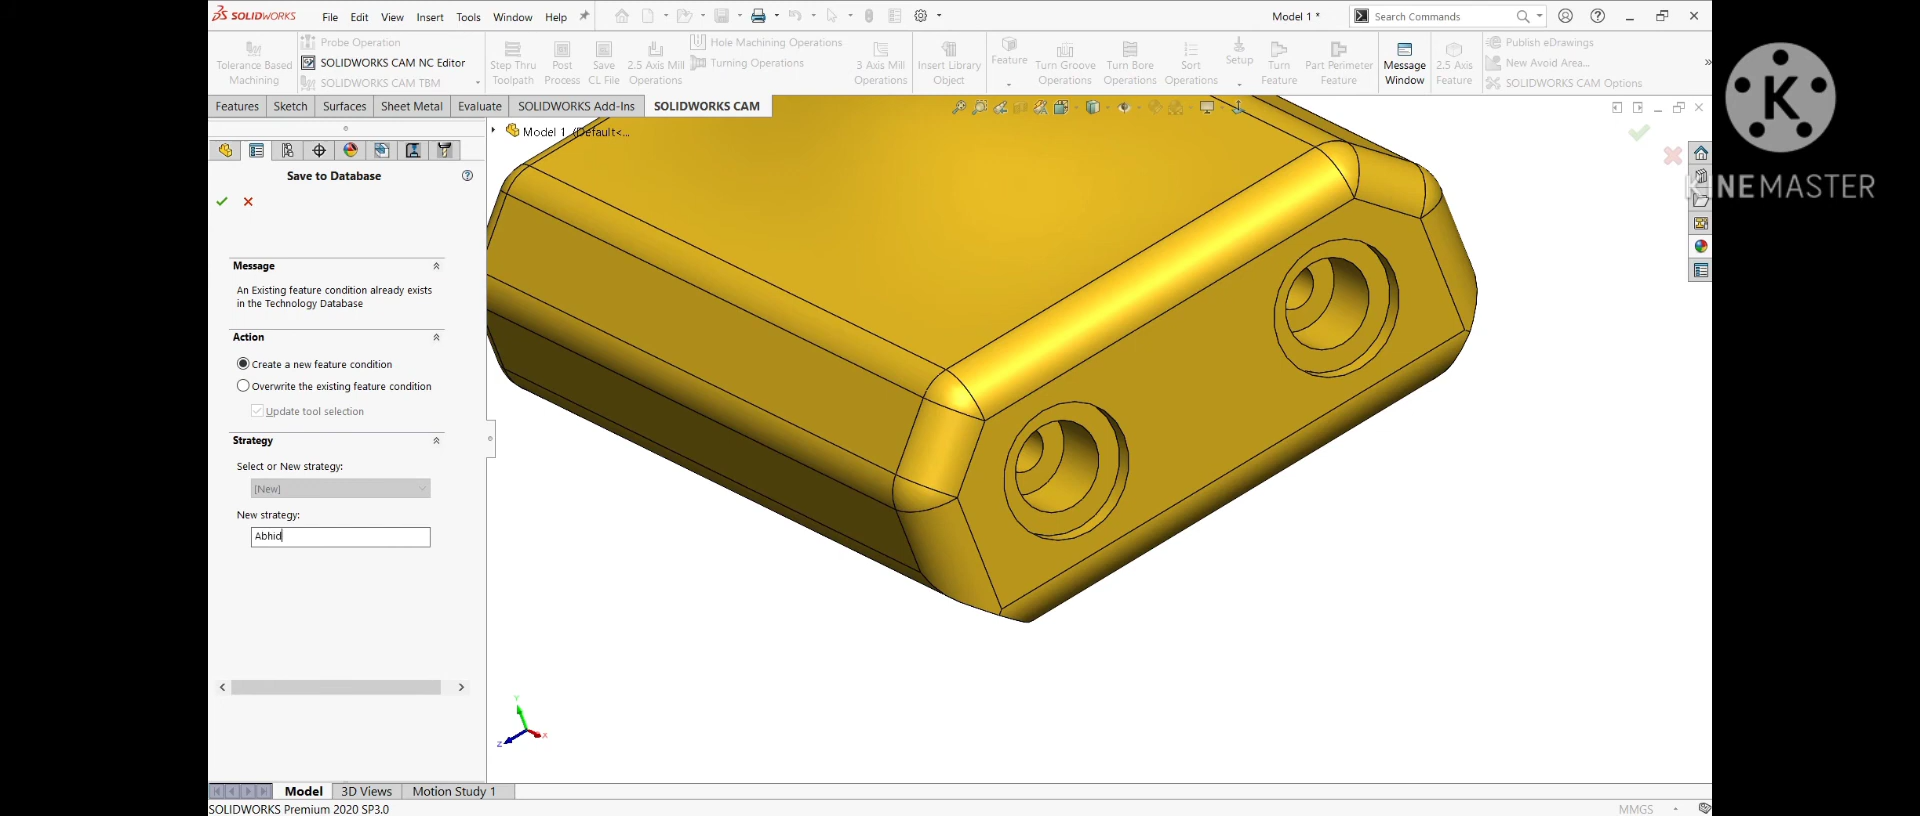 SOLIDWORKS
File Edit View Insert Tools Window Help
Model 1 *
Search Commands
Tolerance Based Machining
Probe Operation
SOLIDWORKS CAM NC Editor
SOLIDWORKS CAM TBM
Step Thru Toolpath
Post Process
Save CL File
2.5 Axis Mill Operations
Hole Machining Operations
Turning Operations
3 Axis Mill Operations
Insert Library Object
Feature
Turn Groove Operations
Turn Bore Operations
Sort Operations
Setup
Turn Feature
Part Perimeter Feature
Message Window
2.5 Axis Feature
Publish eDrawings
New Avoid Area...
SOLIDWORKS CAM Options
Features Sketch Surfaces Sheet Metal Evaluate SOLIDWORKS Add-Ins SOLIDWORKS CAM
Model 1 (Default<...
K
KINEMASTER
Save to Database
Message
An Existing feature condition already exists
in the Technology Database
Action
Create a new feature condition
Overwrite the existing feature condition
Update tool selection
Strategy
Select or New strategy:
[New]
New strategy:
Abhid
Y
X
Z
Model 3D Views Motion Study 1
SOLIDWORKS Premium 2020 SP3.0
MMGS